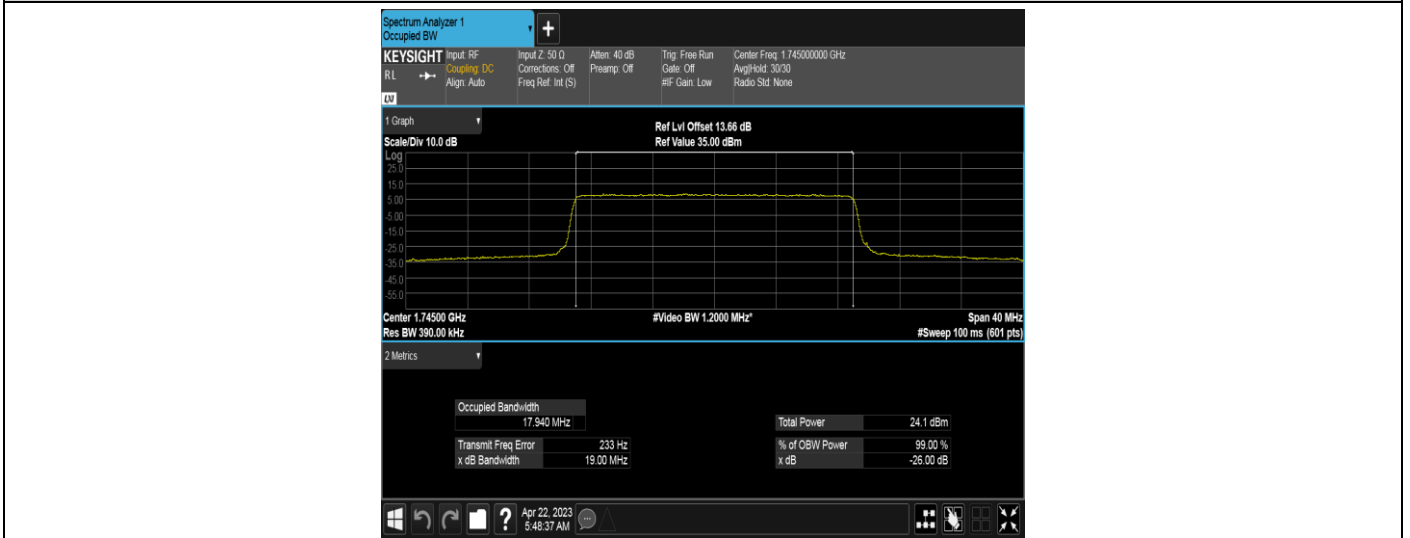 Spectrum Analyzer 1
Occupied BW
KEYSIGHT
RL
LXI
Input: RF
Coupling: DC
Align: Auto
Input Z: 50 Ω
Corrections: Off
Freq Ref: Int (S)
Atten: 40 dB
Preamp: Off
Trig: Free Run
Gate: Off
#IF Gain: Low
Center Freq: 1.745000000 GHz
Avg|Hold: 30/30
Radio Std: None
1 Graph
Scale/Div 10.0 dB
Ref Lvl Offset 13.66 dB
Ref Value 35.00 dBm
Log
25.0
15.0
5.00
-5.00
-15.0
-25.0
-35.0
-45.0
-55.0
Center 1.74500 GHz
#Video BW 1.2000 MHz*
Span 40 MHz
Res BW 390.00 kHz
#Sweep 100 ms (601 pts)
2 Metrics
Occupied Bandwidth
17.940 MHz
Total Power 24.1 dBm
Transmit Freq Error 233 Hz
% of OBW Power 99.00 %
x dB Bandwidth 19.00 MHz
x dB -26.00 dB
?
Apr 22, 2023
5:48:37 AM